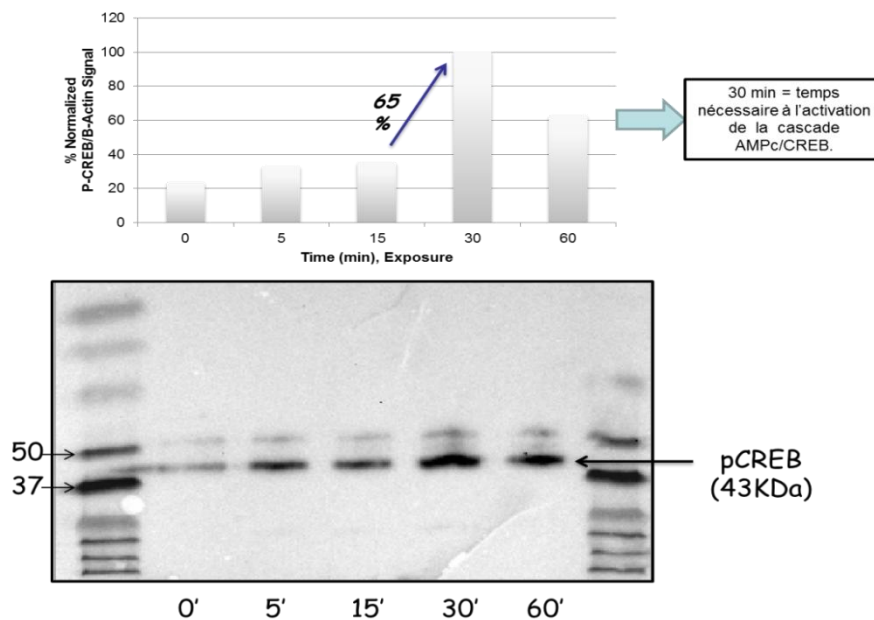 120
100
80
60
40
20
0
% Normalized
P-CREB/B-Actin Signal
65
%
0 5 15 30 60
Time (min), Exposure
30 min = temps
nécessaire à l'activation
de la cascade
AMPc/CREB.
50
37
pCREB
(43KDa)
0' 5' 15' 30' 60'